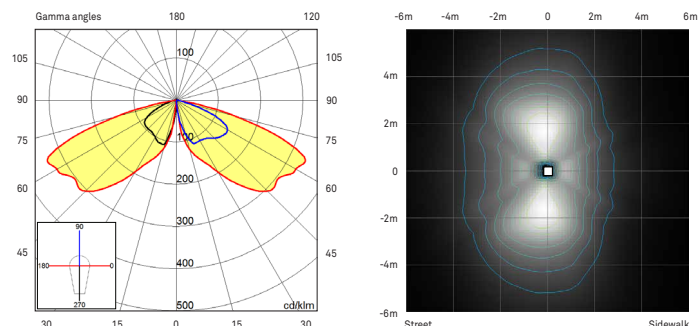 Gamma angles 180 120
-6m -4m 0 2m 4m 6m
105 100 105
90 90
75 100 75
200
60 60
300
45 400 45
500 cd/klm
90
180 0
270
30 15 0 15 30
4m
2m
0
-2m
-4m
-6m
Street Sidewalk